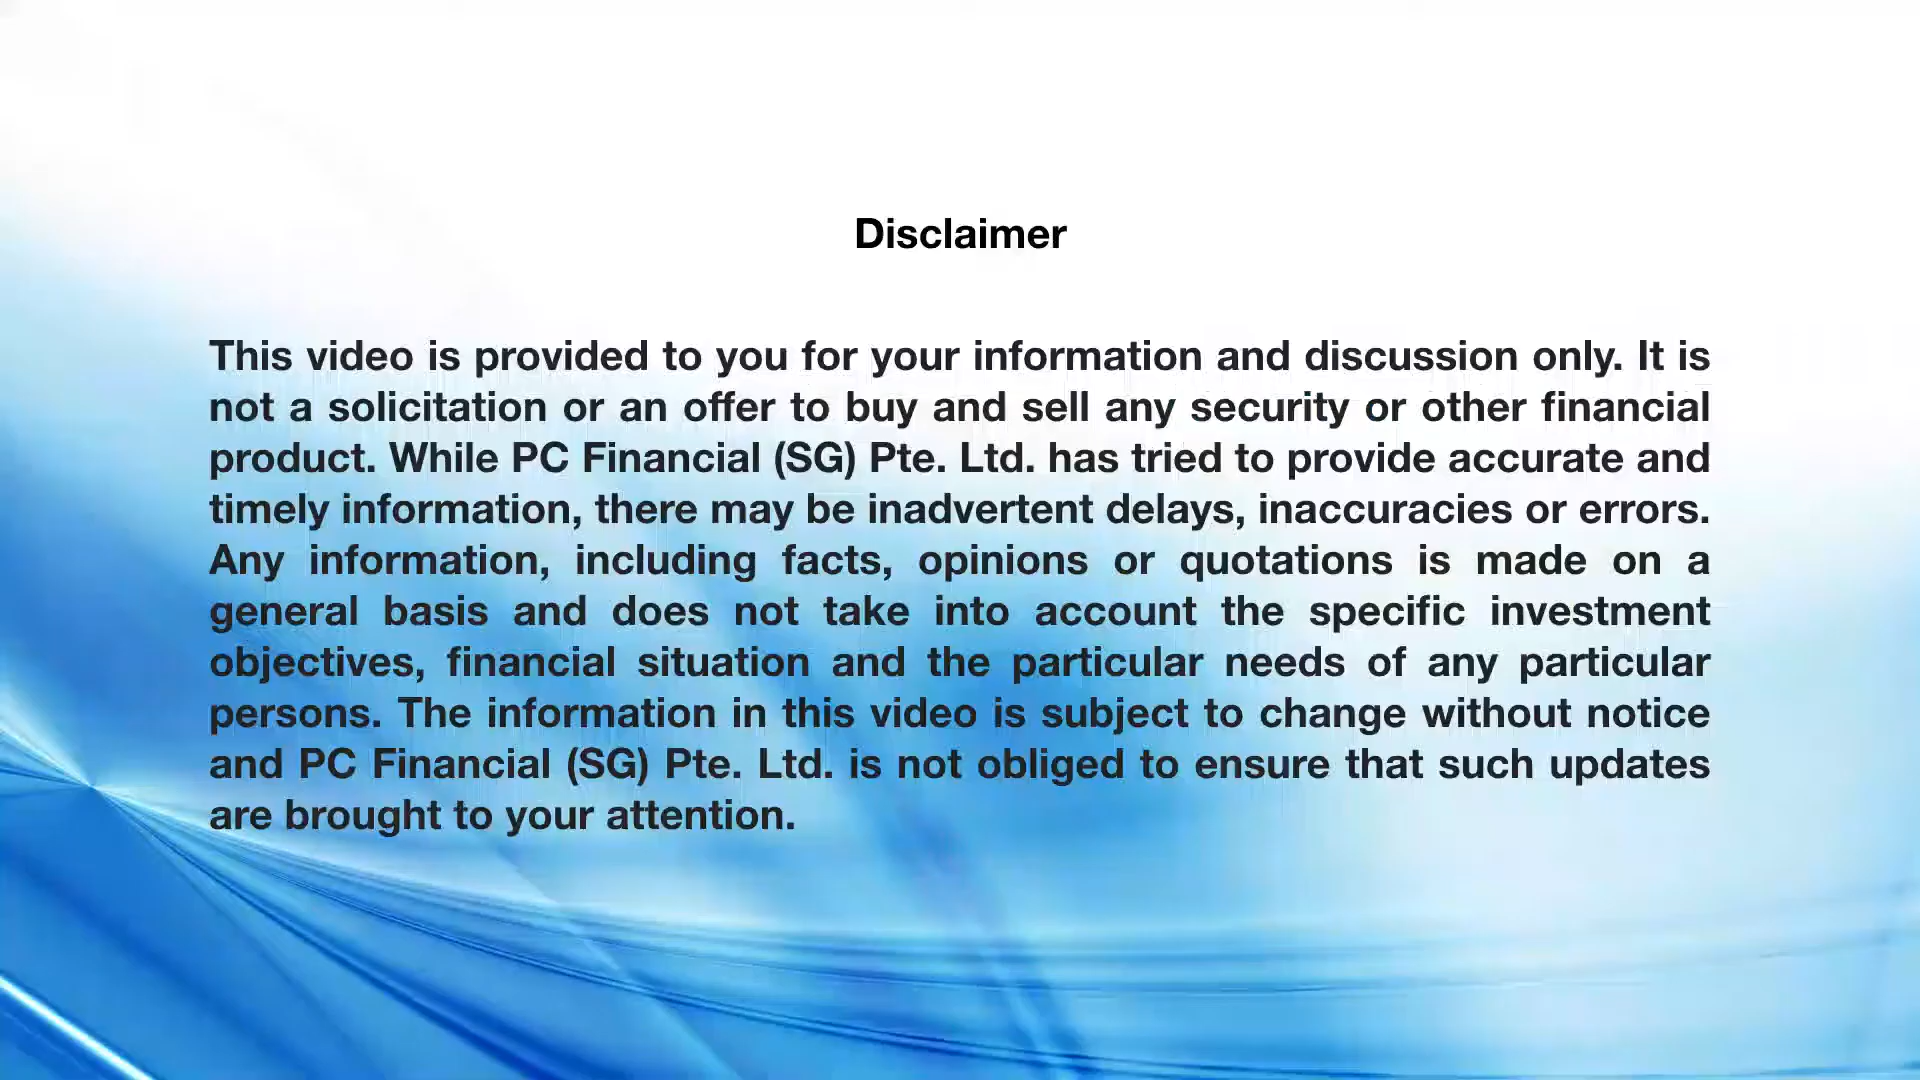 Disclaimer
This video is provided to you for your information and discussion only. It is
not a solicitation or an offer to buy and sell any security or other financial
product. While PC Financial (SG) Pte. Ltd. has tried to provide accurate and
timely information, there may be inadvertent delays, inaccuracies or errors.
Any information, including facts, opinions or quotations is made on a
general basis and does not take into account the specific investment
objectives, financial situation and the particular needs of any particular
persons. The information in this video is subject to change without notice
and PC Financial (SG) Pte. Ltd. is not obliged to ensure that such updates
are brought to your attention.